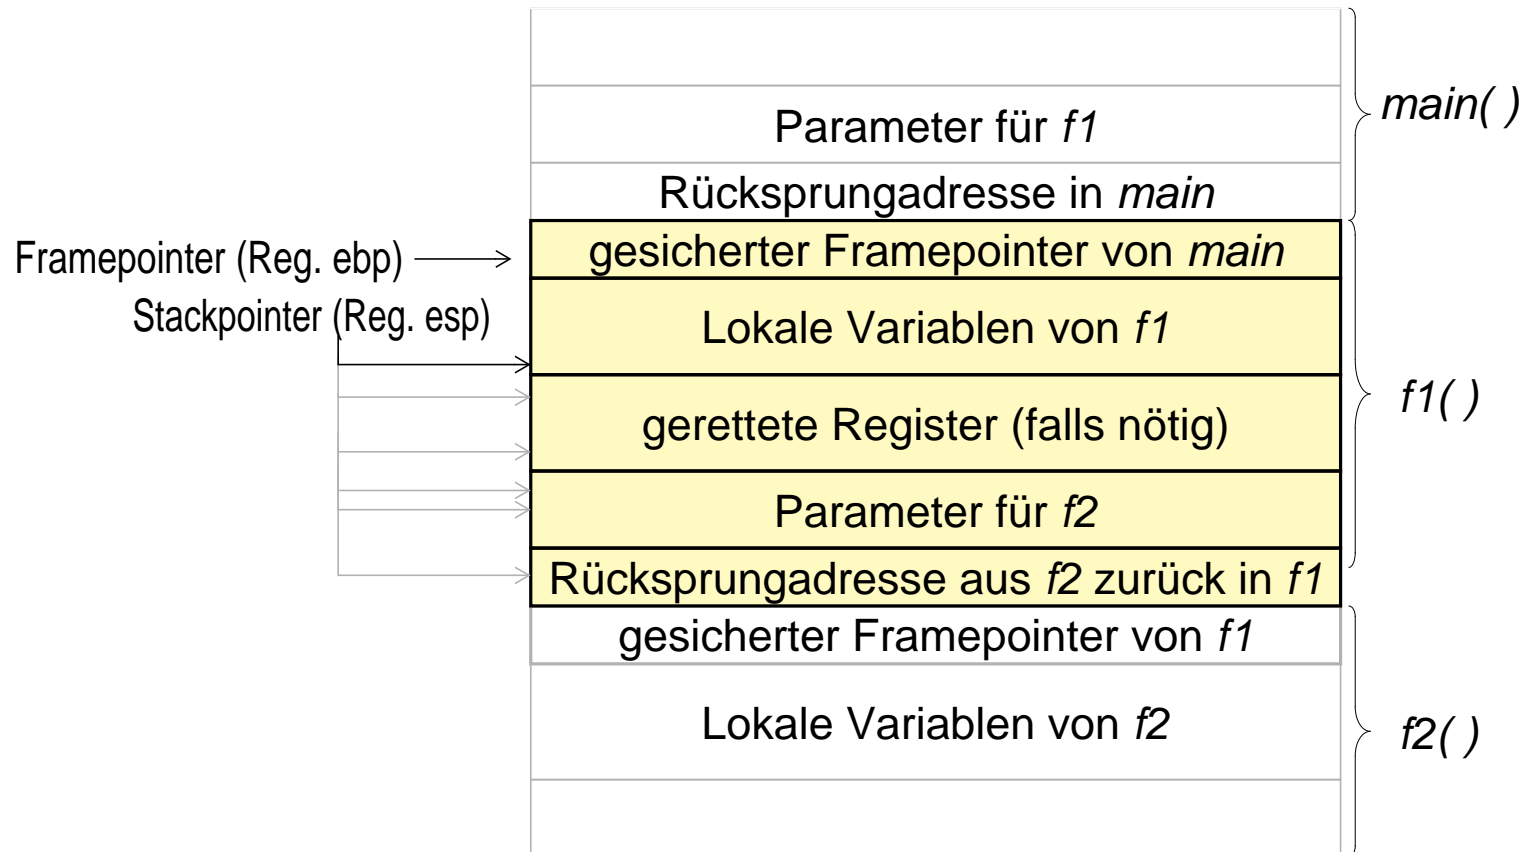 Parameter für f1
main( )
Rücksprungadresse in main
Framepointer (Reg. ebp)
gesicherter Framepointer von main
Stackpointer (Reg. esp)
Lokale Variablen von f1
f1( )
gerettete Register (falls nötig)
Parameter für f2
Rücksprungadresse aus f2 zurück in f1
gesicherter Framepointer von f1
Lokale Variablen von f2
f2( )